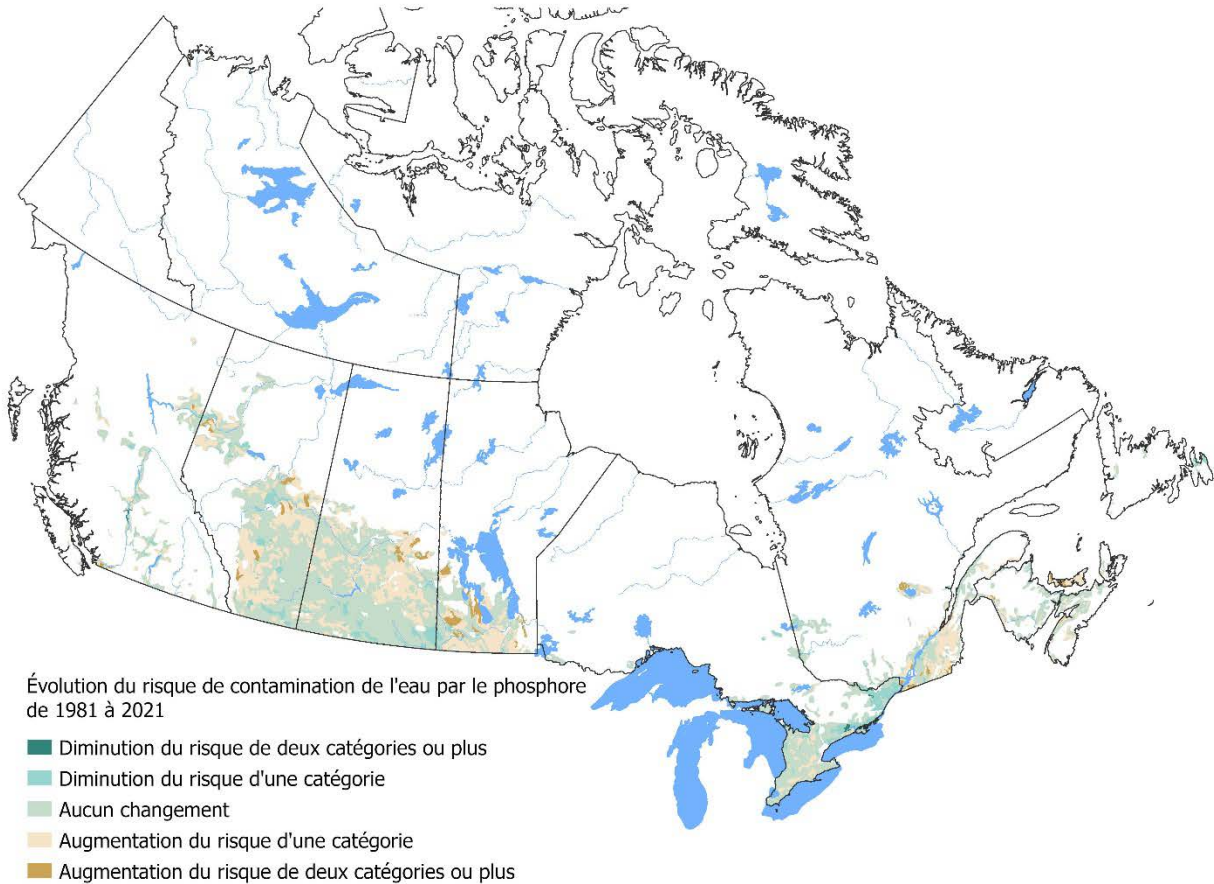 Évolution du risque de contamination de l'eau par le phosphore
de 1981 à 2021
Diminution du risque de deux catégories ou plus
Diminution du risque d'une catégorie
Aucun changement
Augmentation du risque d'une catégorie
Augmentation du risque de deux catégories ou plus